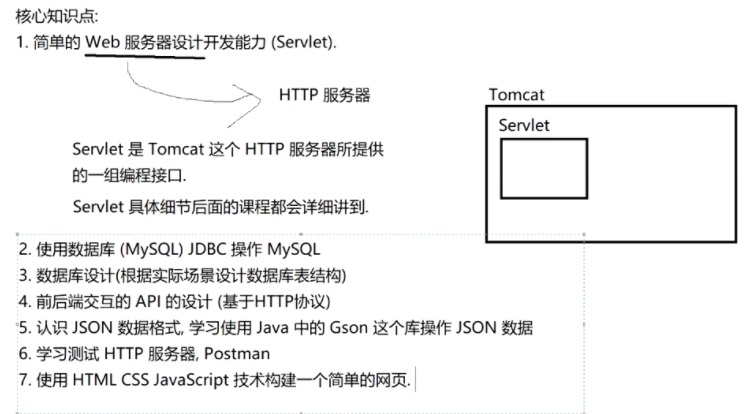 核心知识点:
1. 简单的 Web 服务器设计开发能力 (Servlet).
HTTP 服务器
Tomcat
Servlet
Servlet 是 Tomcat 这个 HTTP 服务器所提供
的一组编程接口.
Servlet 具体细节后面的课程都会详细讲到.
2. 使用数据库 (MySQL) JDBC 操作 MySQL
3. 数据库设计(根据实际场景设计数据库表结构)
4. 前后端交互的 API 的设计 (基于HTTP协议)
5. 认识 JSON 数据格式, 学习使用 Java 中的 Gson 这个库操作 JSON 数据
6. 学习测试 HTTP 服务器, Postman
7. 使用 HTML CSS JavaScript 技术构建一个简单的网页.